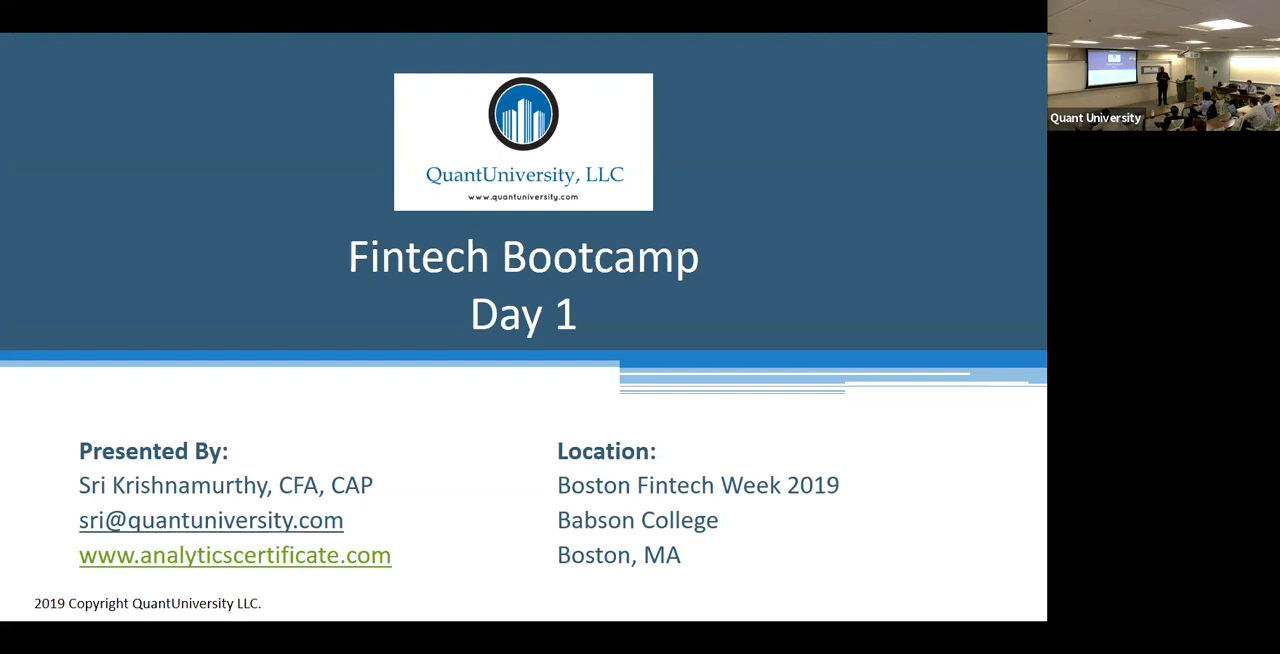 QuantUniversity, LLC
www.quantuniversity.com
Fintech Bootcamp
Day 1
Presented By:
Sri Krishnamurthy, CFA, CAP
sri@quantuniversity.com
www.analyticscertificate.com
Location:
Boston Fintech Week 2019
Babson College
Boston, MA
2019 Copyright QuantUniversity LLC.
Quant University